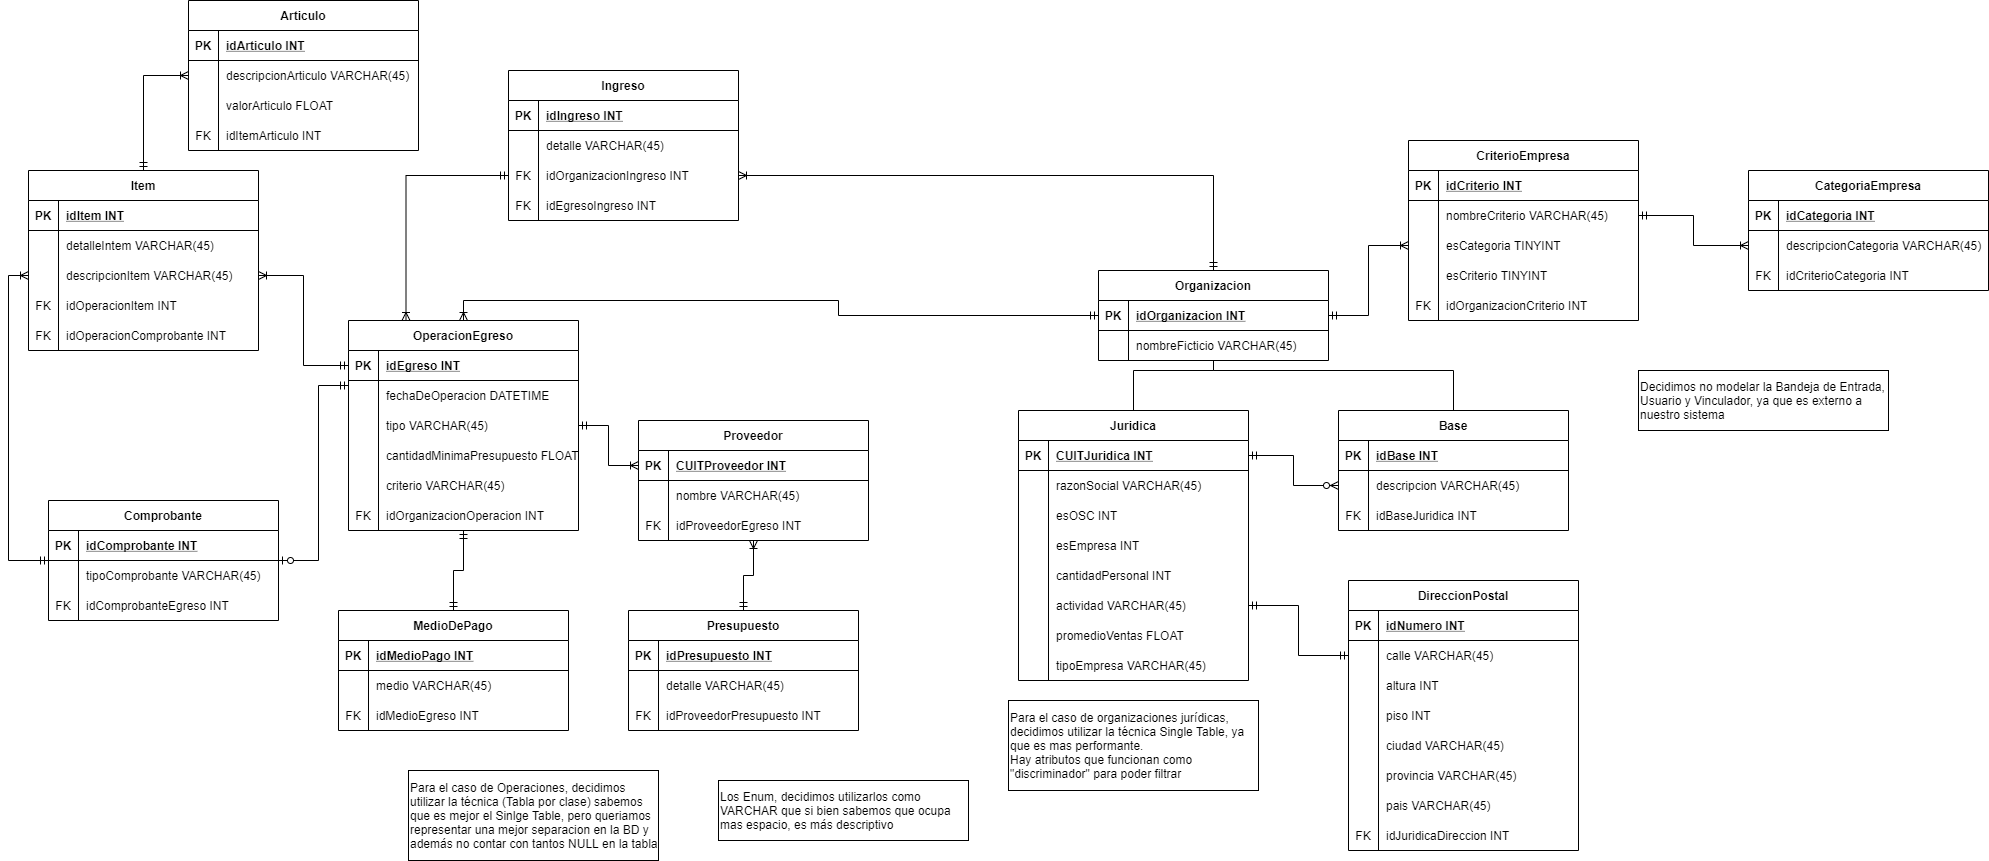 Articulo
PK idArticulo INT
descripcionArticulo VARCHAR(45)
valorArticulo FLOAT
FK idItemArticulo INT
Ingreso
PK idIngreso INT
detalle VARCHAR(45)
FK idOrganizacionIngreso INT
FK idEgresoIngreso INT
CriterioEmpresa
PK idCriterio INT
nombreCriterio VARCHAR(45)
esCategoria TINYINT
esCriterio TINYINT
FK idOrganizacionCriterio INT
CategoriaEmpresa
PK idCategoria INT
descripcionCategoria VARCHAR(45)
FK idCriterioCategoria INT
Item
PK idItem INT
detalleIntem VARCHAR(45)
descripcionItem VARCHAR(45)
FK idOperacionItem INT
FK idOperacionComprobante INT
Organizacion
PK idOrganizacion INT
nombreFicticio VARCHAR(45)
OperacionEgreso
PK idEgreso INT
fechaDeOperacion DATETIME
tipo VARCHAR(45)
cantidadMinimaPresupuesto FLOAT
criterio VARCHAR(45)
FK idOrganizacionOperacion INT
Decidimos no modelar la Bandeja de Entrada,
Usuario y Vinculador, ya que es externo a
nuestro sistema
Proveedor
PK CUITProveedor INT
nombre VARCHAR(45)
FK idProveedorEgreso INT
Juridica
PK CUITJuridica INT
razonSocial VARCHAR(45)
esOSC INT
esEmpresa INT
cantidadPersonal INT
actividad VARCHAR(45)
promedioVentas FLOAT
tipoEmpresa VARCHAR(45)
Base
PK idBase INT
descripcion VARCHAR(45)
FK idBaseJuridica INT
Comprobante
PK idComprobante INT
tipoComprobante VARCHAR(45)
FK idComprobanteEgreso INT
MedioDePago
PK idMedioPago INT
medio VARCHAR(45)
FK idMedioEgreso INT
Presupuesto
PK idPresupuesto INT
detalle VARCHAR(45)
FK idProveedorPresupuesto INT
DireccionPostal
PK idNumero INT
calle VARCHAR(45)
altura INT
piso INT
ciudad VARCHAR(45)
provincia VARCHAR(45)
pais VARCHAR(45)
FK idJuridicaDireccion INT
Para el caso de organizaciones jurídicas,
decidimos utilizar la técnica Single Table, ya
que es mas performante.
Hay atributos que funcionan como
"discriminador" para poder filtrar
Para el caso de Operaciones, decidimos
utilizar la técnica (Tabla por clase) sabemos
que es mejor el Sinlge Table, pero queriamos
representar una mejor separacion en la BD y
además no contar con tantos NULL en la tabla
Los Enum, decidimos utilizarlos como
VARCHAR que si bien sabemos que ocupa
mas espacio, es más descriptivo